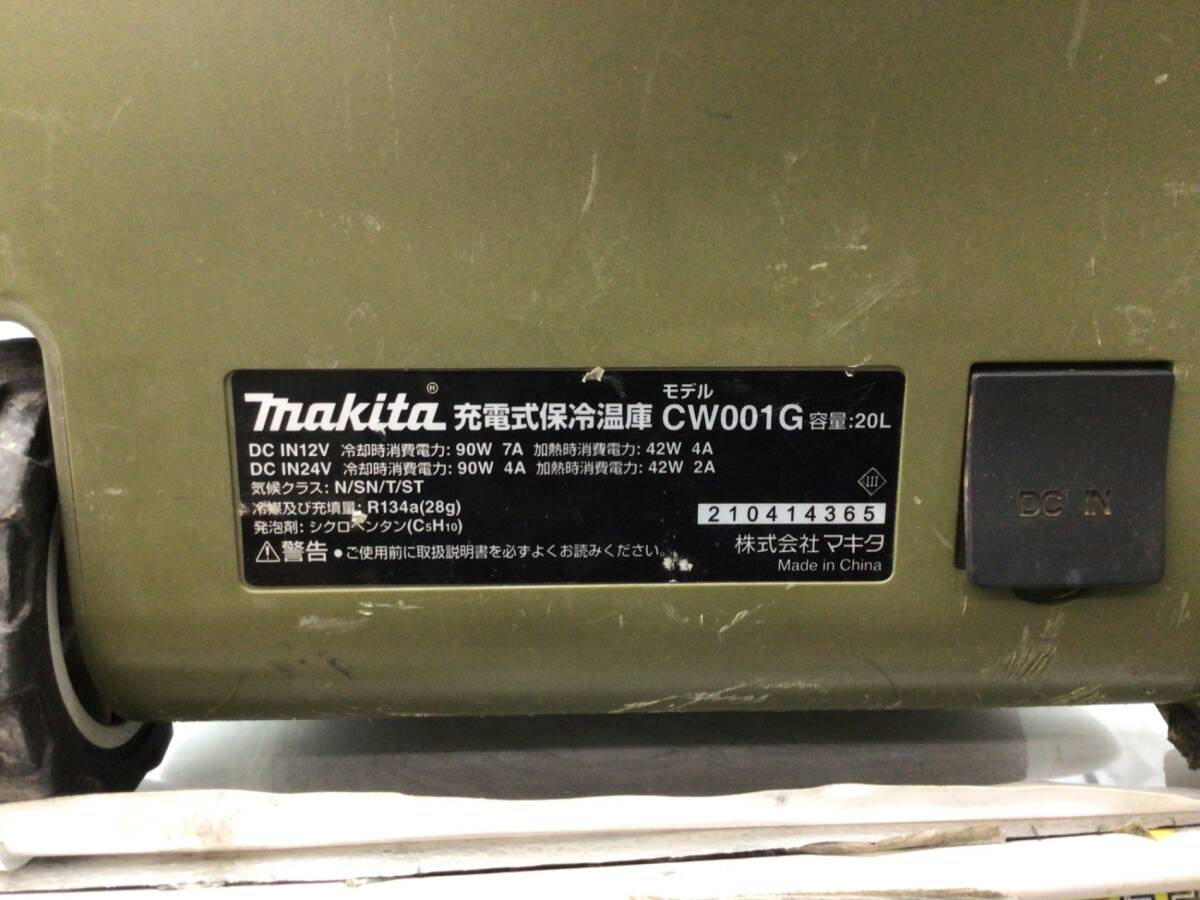 makita® 充電式保冷温庫 モデル CW001G 容量:20L
DC IN12V 冷却時消費電力: 90W 7A 加熱時消費電力: 42W 4A
DC IN24V 冷却時消費電力: 90W 4A 加熱時消費電力: 42W 2A
気候クラス: N/SN/T/ST
冷媒及び充填量: R134a(28g)
発泡剤: シクロペンタン(C₅H₁₀)
⚠警告 ●ご使用前に取扱説明書を必ずよくお読みください。
III
210414365
株式会社マキタ
Made in China
DC IN